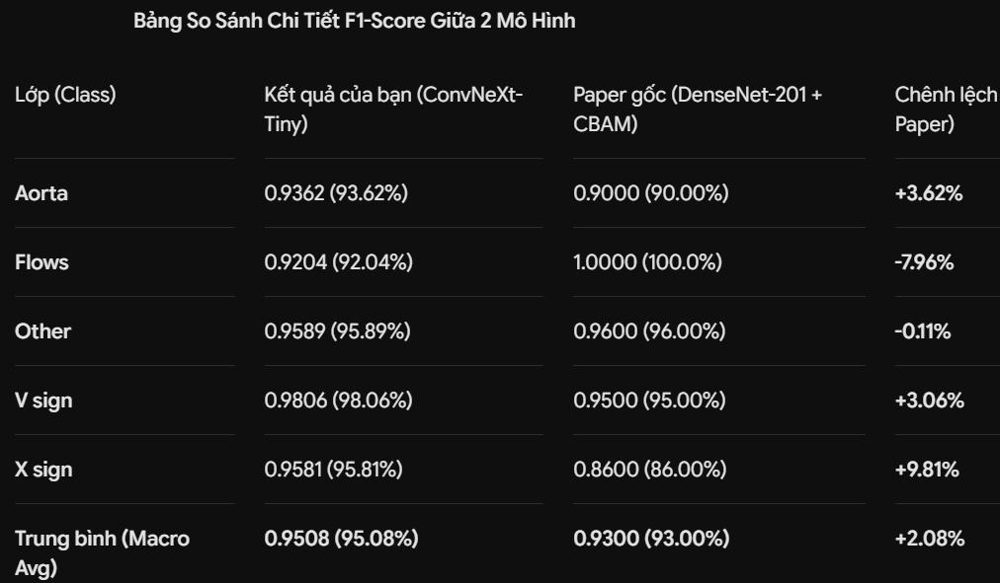 Bảng So Sánh Chi Tiết F1-Score Giữa 2 Mô Hình
Lớp (Class) Kết quả của bạn (ConvNeXt- Paper gốc (DenseNet-201 + Chênh lệch
Tiny) CBAM) Paper)
Aorta 0.9362 (93.62%) 0.9000 (90.00%) +3.62%
Flows 0.9204 (92.04%) 1.0000 (100.0%) -7.96%
Other 0.9589 (95.89%) 0.9600 (96.00%) -0.11%
V sign 0.9806 (98.06%) 0.9500 (95.00%) +3.06%
X sign 0.9581 (95.81%) 0.8600 (86.00%) +9.81%
Trung bình (Macro 0.9508 (95.08%) 0.9300 (93.00%) +2.08%
Avg)